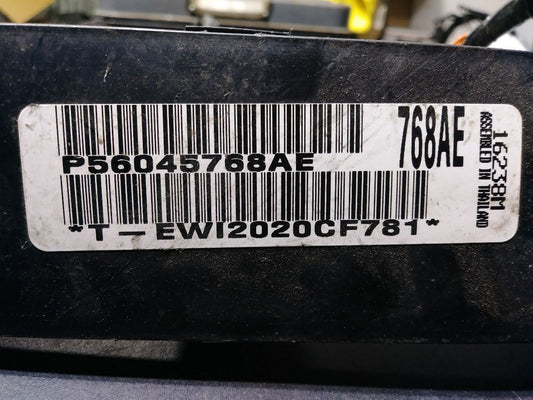 P56045768AE
768AE
*T-EWI2020CF781*
16238M
ASSEMBLED IN THAILAND